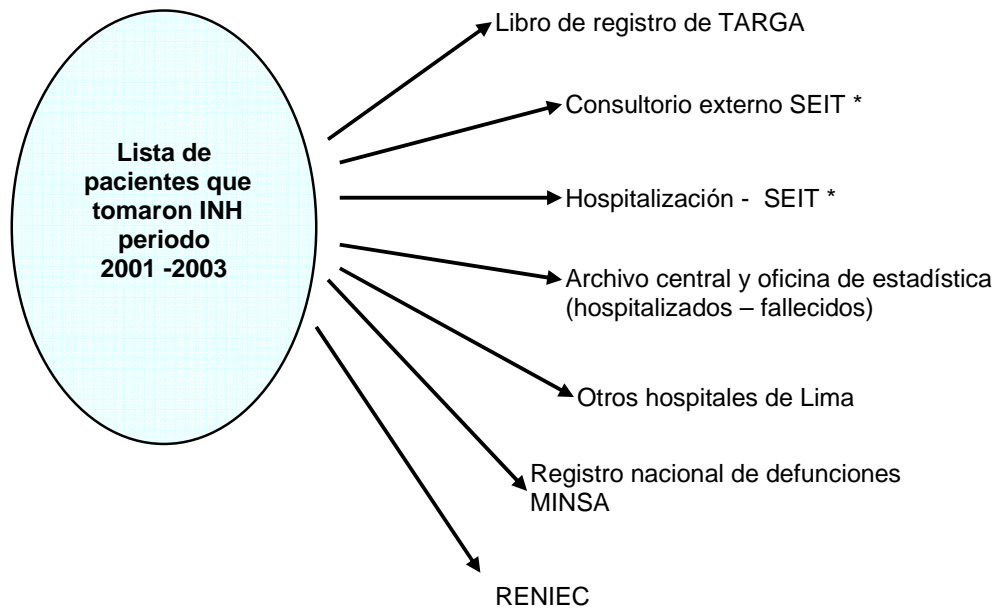 Libro de registro de TARGA
Consultorio externo SEIT *
Lista de
pacientes que
tomaron INH
periodo
2001 -2003
Hospitalización - SEIT *
Archivo central y oficina de estadística
(hospitalizados – fallecidos)
Otros hospitales de Lima
Registro nacional de defunciones
MINSA
RENIEC